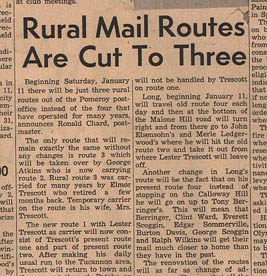 at club meetings.
Rural Mail Routes
Are Cut To Three
Beginning Saturday, January
11 there will be just three rural
routes out of the Pomeroy post-
office instead of the four that
have operated for many years,
announces Ronald Chard, post-
master.
The only route that will re-
main exactly the same without
any changes is route 3 which
will be taken over by George
Atkins who is now carrying
route 2. Rural route 3 was car-
ried for many years by Elmer
Trescott who retired a few
months back. Temporary carrier
on the route is his wife, Mrs.
Trescott.
The new route 1 with Lester
Trescott as carrier will now con-
sist of Trescott's present route
one and part of present route
two. After making his daily
usual run, to the Tucannon area,
Trescott will return to town and
will not be handled by Trescott
on route one.
Long, beginning January 11,
will travel old route four each
day and then at the bottom of
the Malone Hill road will turn
right and from there go to John
Elsensohn's and Merle Ledger-
wood's where he will hit the old
route two and take it out from
where Lester Trescott will leave
off.
Another change in Long's
route will be the fact that on his
present route four instead of
stopping on the Calloway Hill
he will go on up to Tony Ber-
ringer's. This will mean that
Berringer, Clint Ward, Everett
Scoggin, Edgar Sommerville,
Burton Davis, George Scoggin
and Ralph Wilking will get their
mail much closer to home than
they have in the past.
The renovation of the routes
will as far as change of ad-